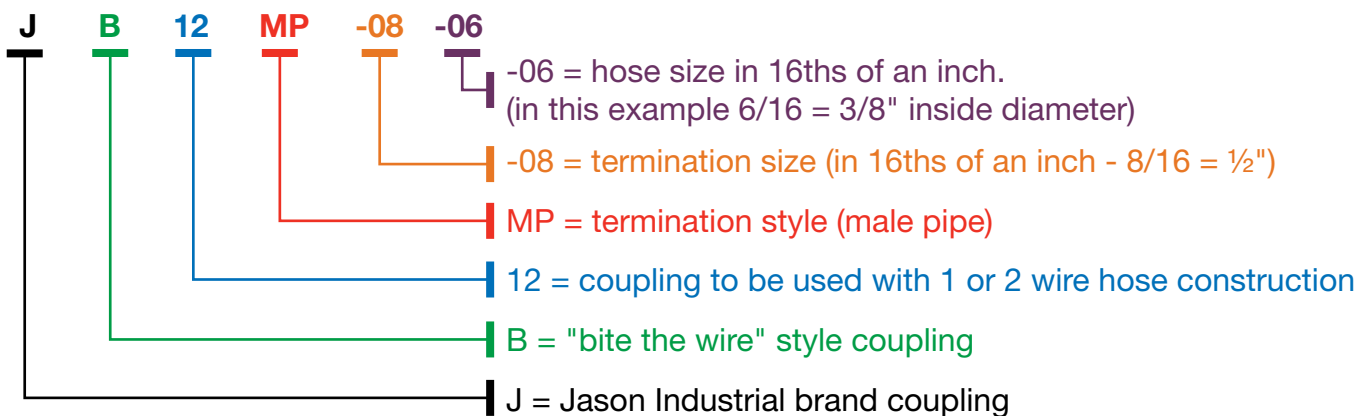 J B 12 MP -08 -06
-06 = hose size in 16ths of an inch.
(in this example 6/16 = 3/8" inside diameter)
-08 = termination size (in 16ths of an inch - 8/16 = ½")
MP = termination style (male pipe)
12 = coupling to be used with 1 or 2 wire hose construction
B = "bite the wire" style coupling
J = Jason Industrial brand coupling